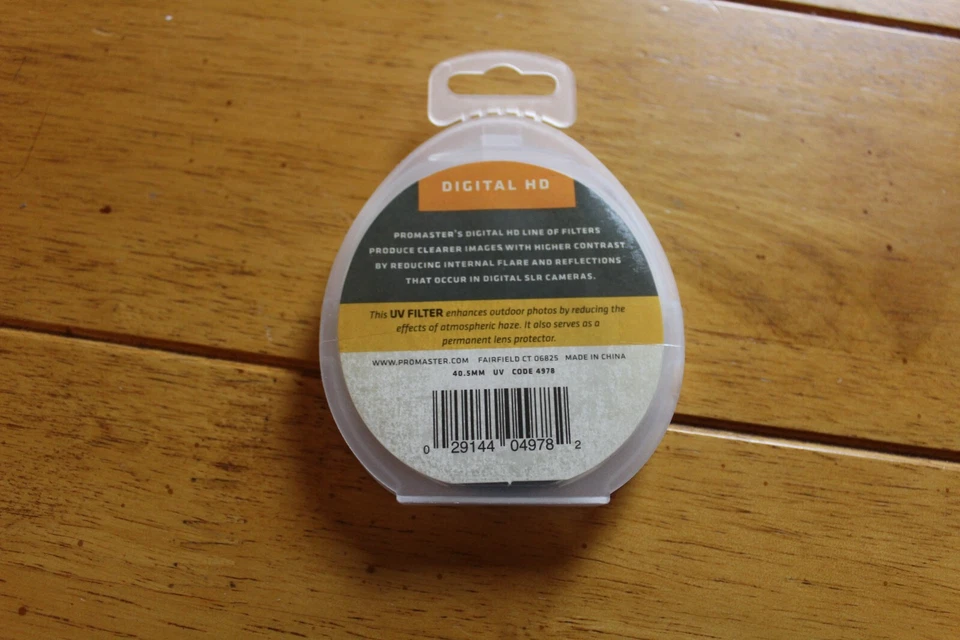 DIGITAL HD
PROMASTER'S DIGITAL HD LINE OF FILTERS
PRODUCE CLEARER IMAGES WITH HIGHER CONTRAST
BY REDUCING INTERNAL FLARE AND REFLECTIONS
THAT OCCUR IN DIGITAL SLR CAMERAS.
This UV FILTER enhances outdoor photos by reducing the
effects of atmospheric haze. It also serves as a
permanent lens protector.
WWW.PROMASTER.COM FAIRFIELD CT 06825 MADE IN CHINA
40.5MM UV CODE 4978
0 29144 04978 2